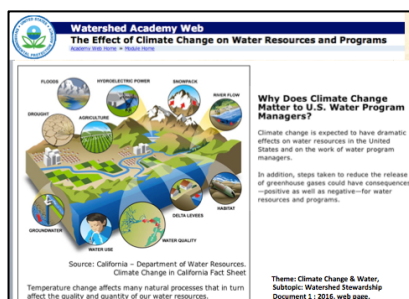 Watershed Academy Web
The Effect of Climate Change on Water Resources and Programs
Academy Web Home » Module Home
FLOODS
HYDROELECTRIC POWER
SNOWPACK
RIVER FLOW
DROUGHT
AGRICULTURE
GROUNDWATER
WATER USE
WATER QUALITY
DELTA LEVEES
HABITAT
Source: California – Department of Water Resources.
Climate Change in California Fact Sheet
Temperature change affects many natural processes that in turn
affect the quality and quantity of our water resources.
Why Does Climate Change
Matter to U.S. Water Program
Managers?
Climate change is expected to have dramatic
effects on water resources in the United
States and on the work of water program
managers.
In addition, steps taken to reduce the release
of greenhouse gases could have consequences
—positive as well as negative—for water
resources and programs.
Theme: Climate Change & Water,
Subtopic: Watershed Stewardship
Document 1 : 2016, web page.